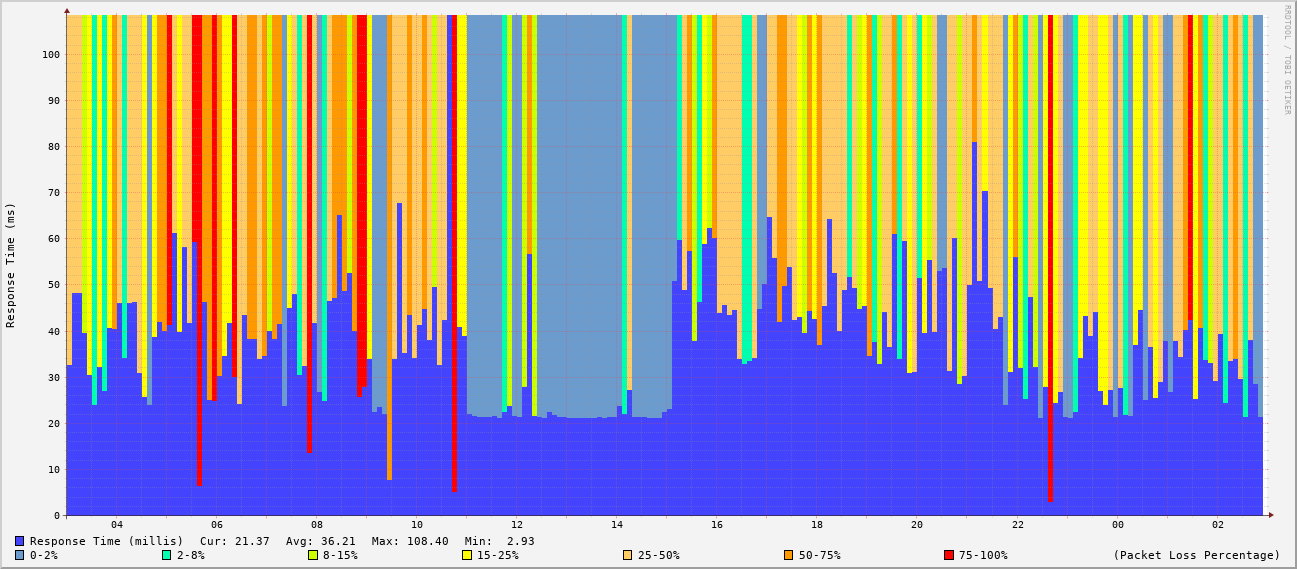 RRDTOOL / TOBI OETIKER
Response Time (ms)
100
90
80
70
60
50
40
30
20
10
0
04 06 08 10 12 14 16 18 20 22 00 02
Response Time (millis) Cur: 21.37 Avg: 36.21 Max: 108.40 Min: 2.93
0-2% 2-8% 8-15% 15-25% 25-50% 50-75% 75-100% (Packet Loss Percentage)